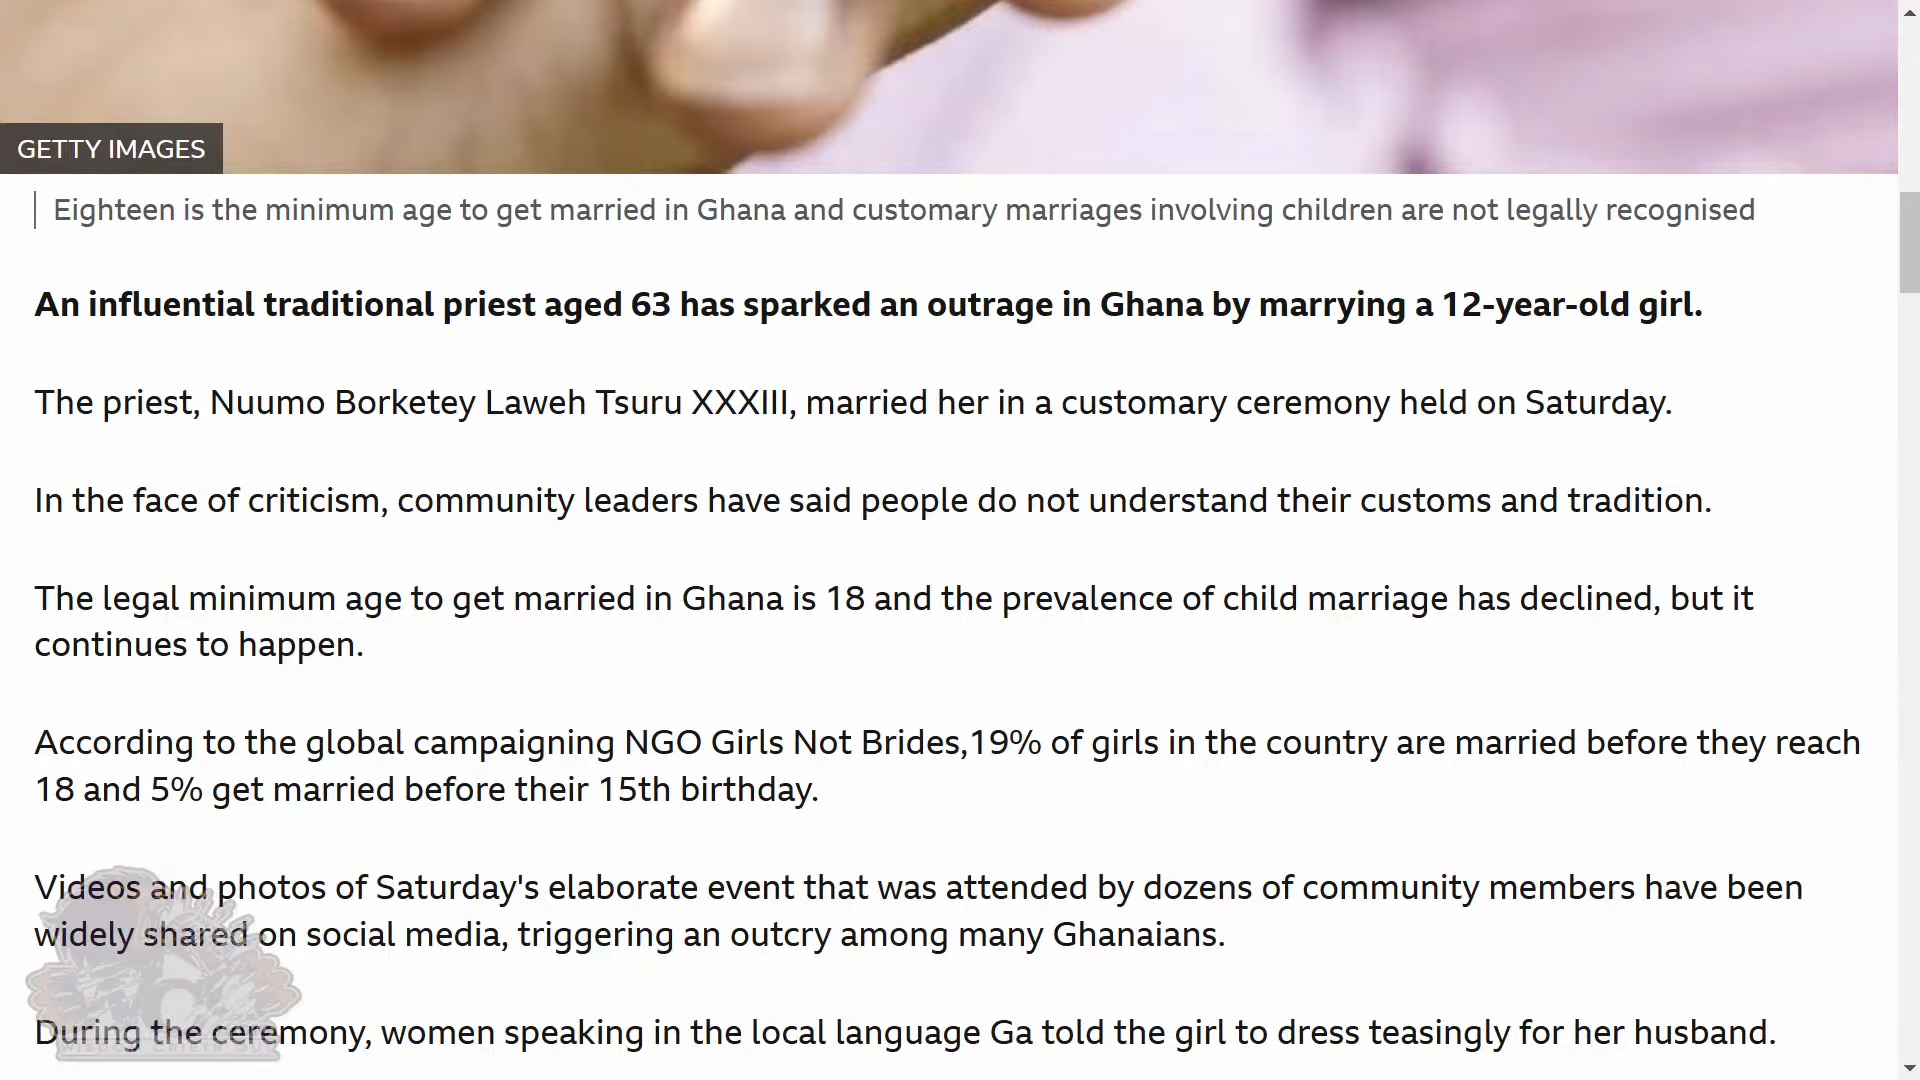 GETTY IMAGES
Eighteen is the minimum age to get married in Ghana and customary marriages involving children are not legally recognised
An influential traditional priest aged 63 has sparked an outrage in Ghana by marrying a 12-year-old girl.
The priest, Nuumo Borketey Laweh Tsuru XXXIII, married her in a customary ceremony held on Saturday.
In the face of criticism, community leaders have said people do not understand their customs and tradition.
The legal minimum age to get married in Ghana is 18 and the prevalence of child marriage has declined, but it
continues to happen.
According to the global campaigning NGO Girls Not Brides,19% of girls in the country are married before they reach
18 and 5% get married before their 15th birthday.
Videos and photos of Saturday's elaborate event that was attended by dozens of community members have been
widely shared on social media, triggering an outcry among many Ghanaians.
During the ceremony, women speaking in the local language Ga told the girl to dress teasingly for her husband.